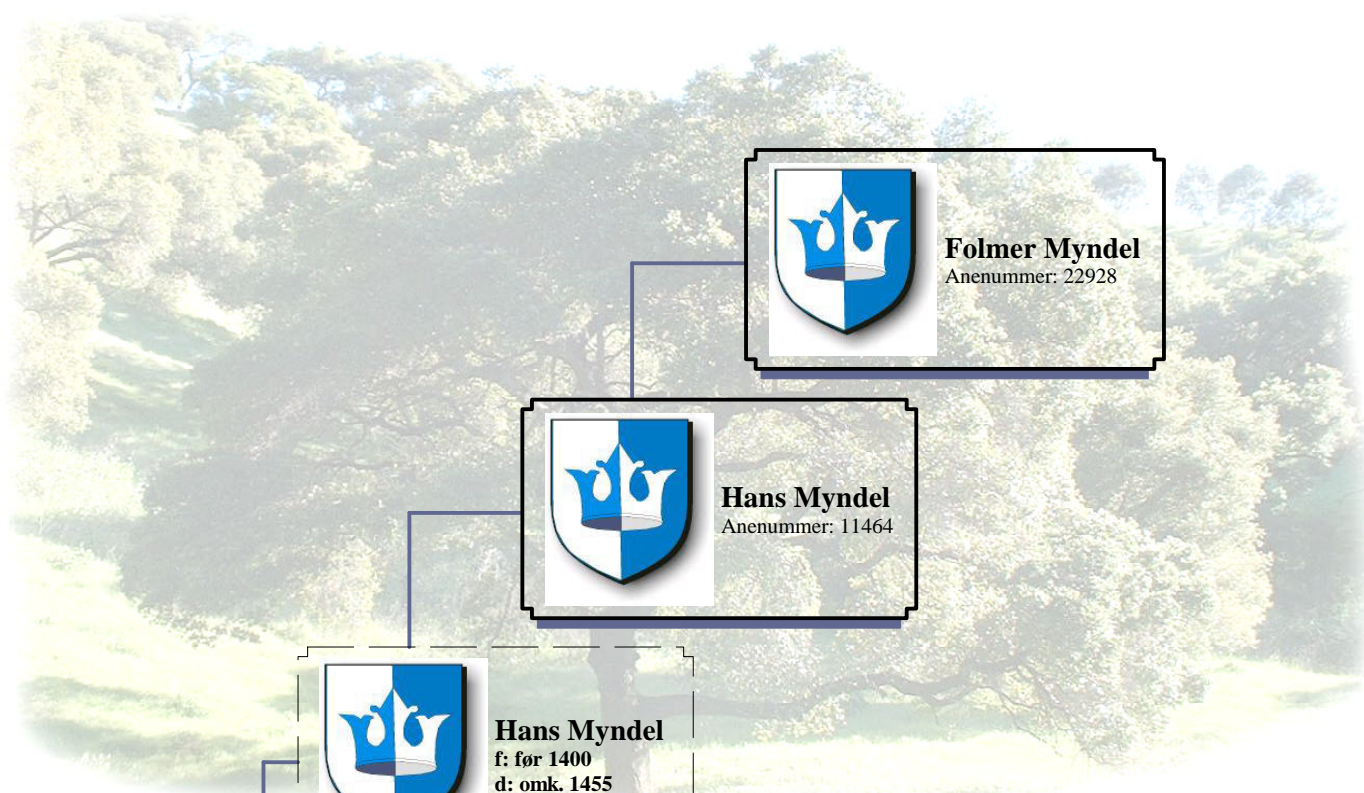 Folmer Myndel
Anenummer: 22928
Hans Myndel
Anenummer: 11464
Hans Myndel
f: før 1400
d: omk. 1455